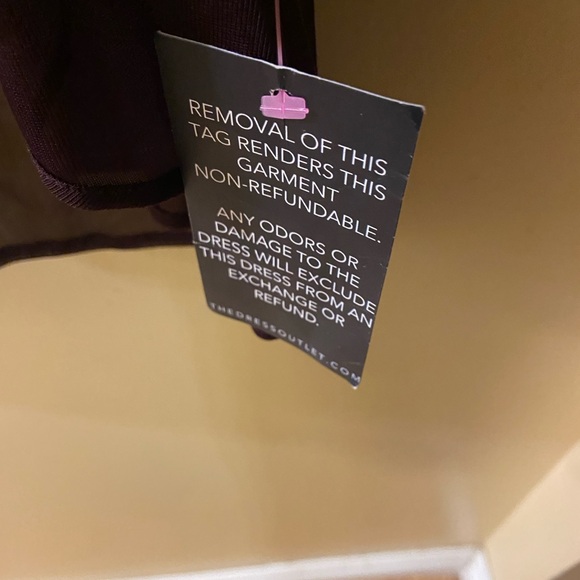 REMOVAL OF THIS
TAG RENDERS THIS
GARMENT
NON-REFUNDABLE.
ANY ODORS OR
DAMAGE TO THE
DRESS WILL EXCLUDE
THIS DRESS FROM AN
EXCHANGE OR
REFUND.
THEDRESSOUTLET.COM